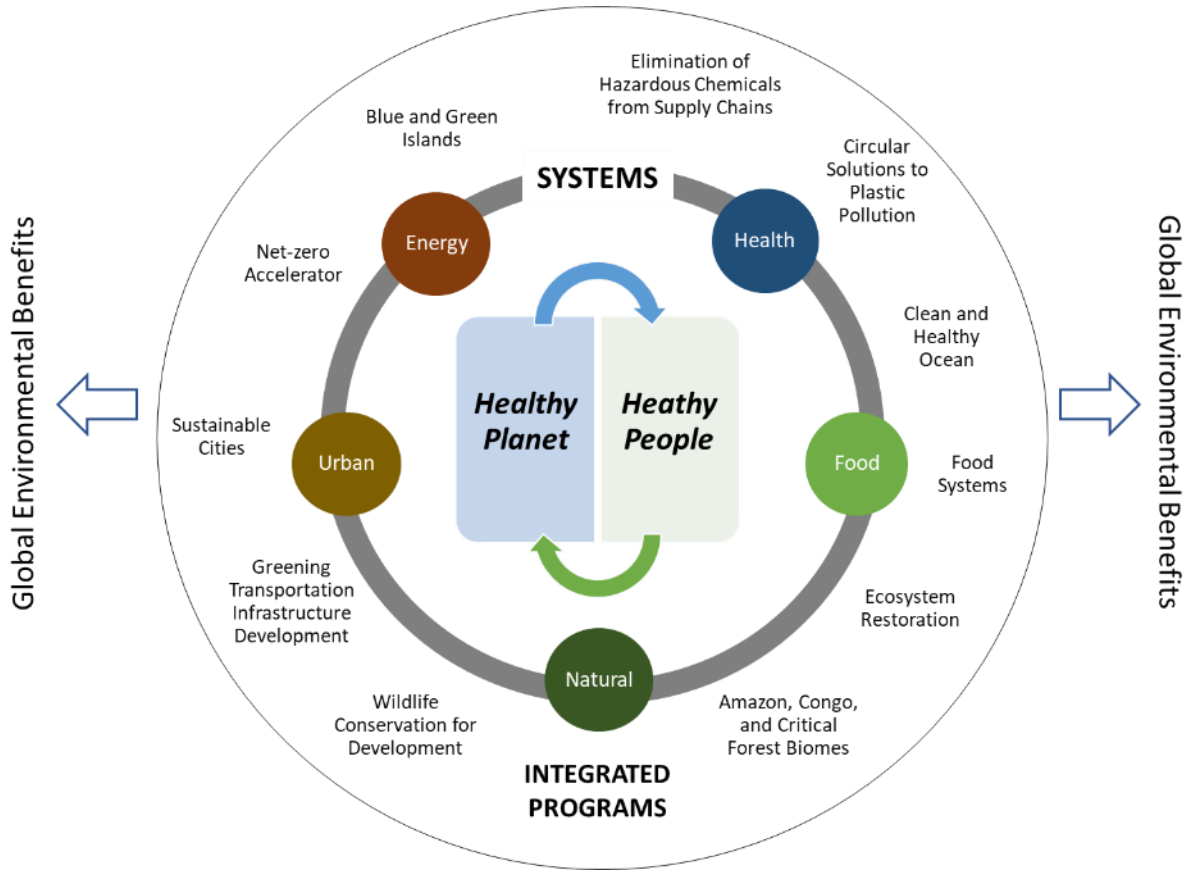 Elimination of
Hazardous Chemicals
from Supply Chains
Blue and Green
Islands
Circular
Solutions to
Plastic
Pollution
SYSTEMS
Energy
Health
Net-zero
Accelerator
Clean and
Healthy
Ocean
Global Environmental Benefits
Global Environmental Benefits
Healthy
Planet
Heathy
People
Sustainable
Cities
Urban
Food
Food
Systems
Greening
Transportation
Infrastructure
Development
Ecosystem
Restoration
Natural
Wildlife
Conservation for
Development
Amazon, Congo,
and Critical
Forest Biomes
INTEGRATED
PROGRAMS